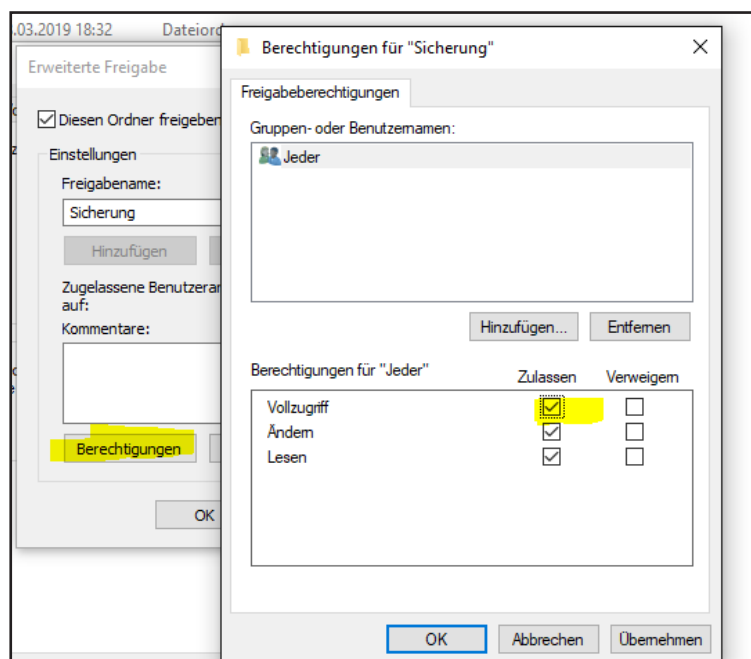 .03.2019 18:32
Dateiord
Erweiterte Freigabe
Diesen Ordner freigeben
Einstellungen
Freigabename:
Sicherung
Hinzufügen
Zugelassene Benutzeran
auf:
Kommentare:
Berechtigungen
OK
Berechtigungen für "Sicherung"
Freigabeberechtigungen
Gruppen- oder Benutzernamen:
Jeder
Hinzufügen...
Entfernen
Berechtigungen für "Jeder"
Zulassen
Verweigern
Vollzugriff
Ändern
Lesen
OK
Abbrechen
Übernehmen